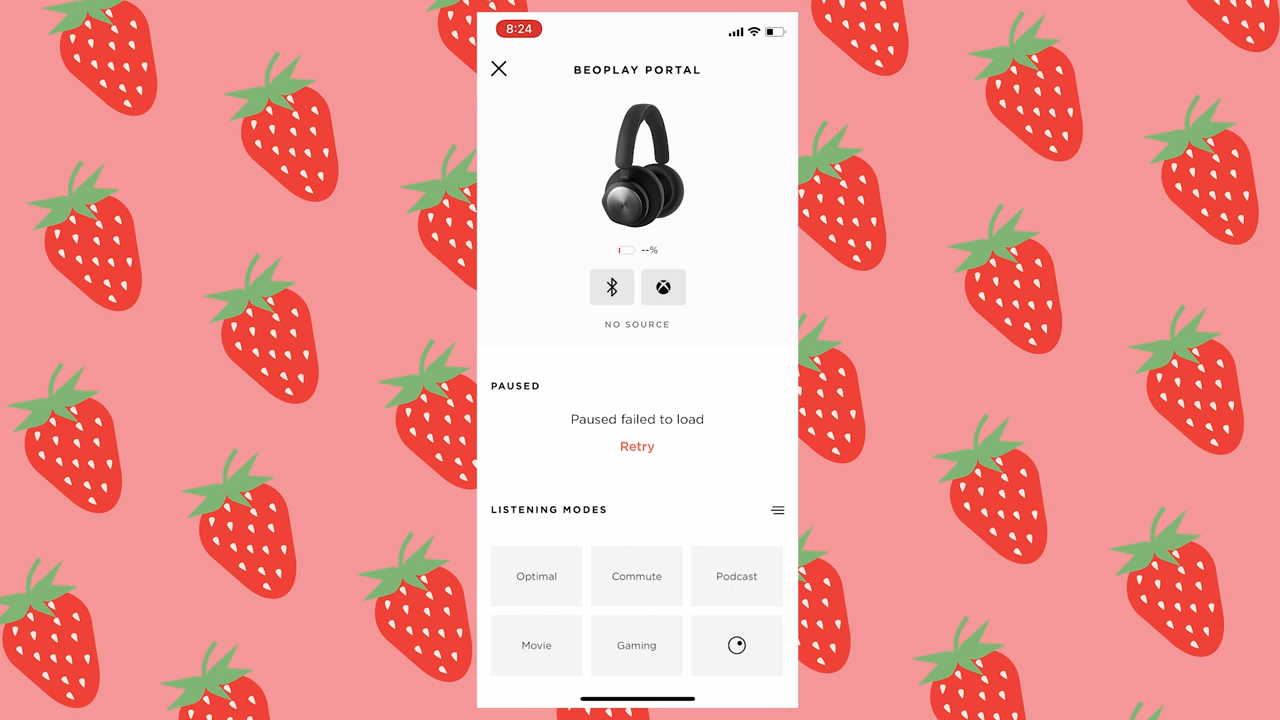 8:24
BEOPLAY PORTAL
--%
NO SOURCE
PAUSED
Paused failed to load
Retry
LISTENING MODES
Optimal Commute Podcast
Movie Gaming